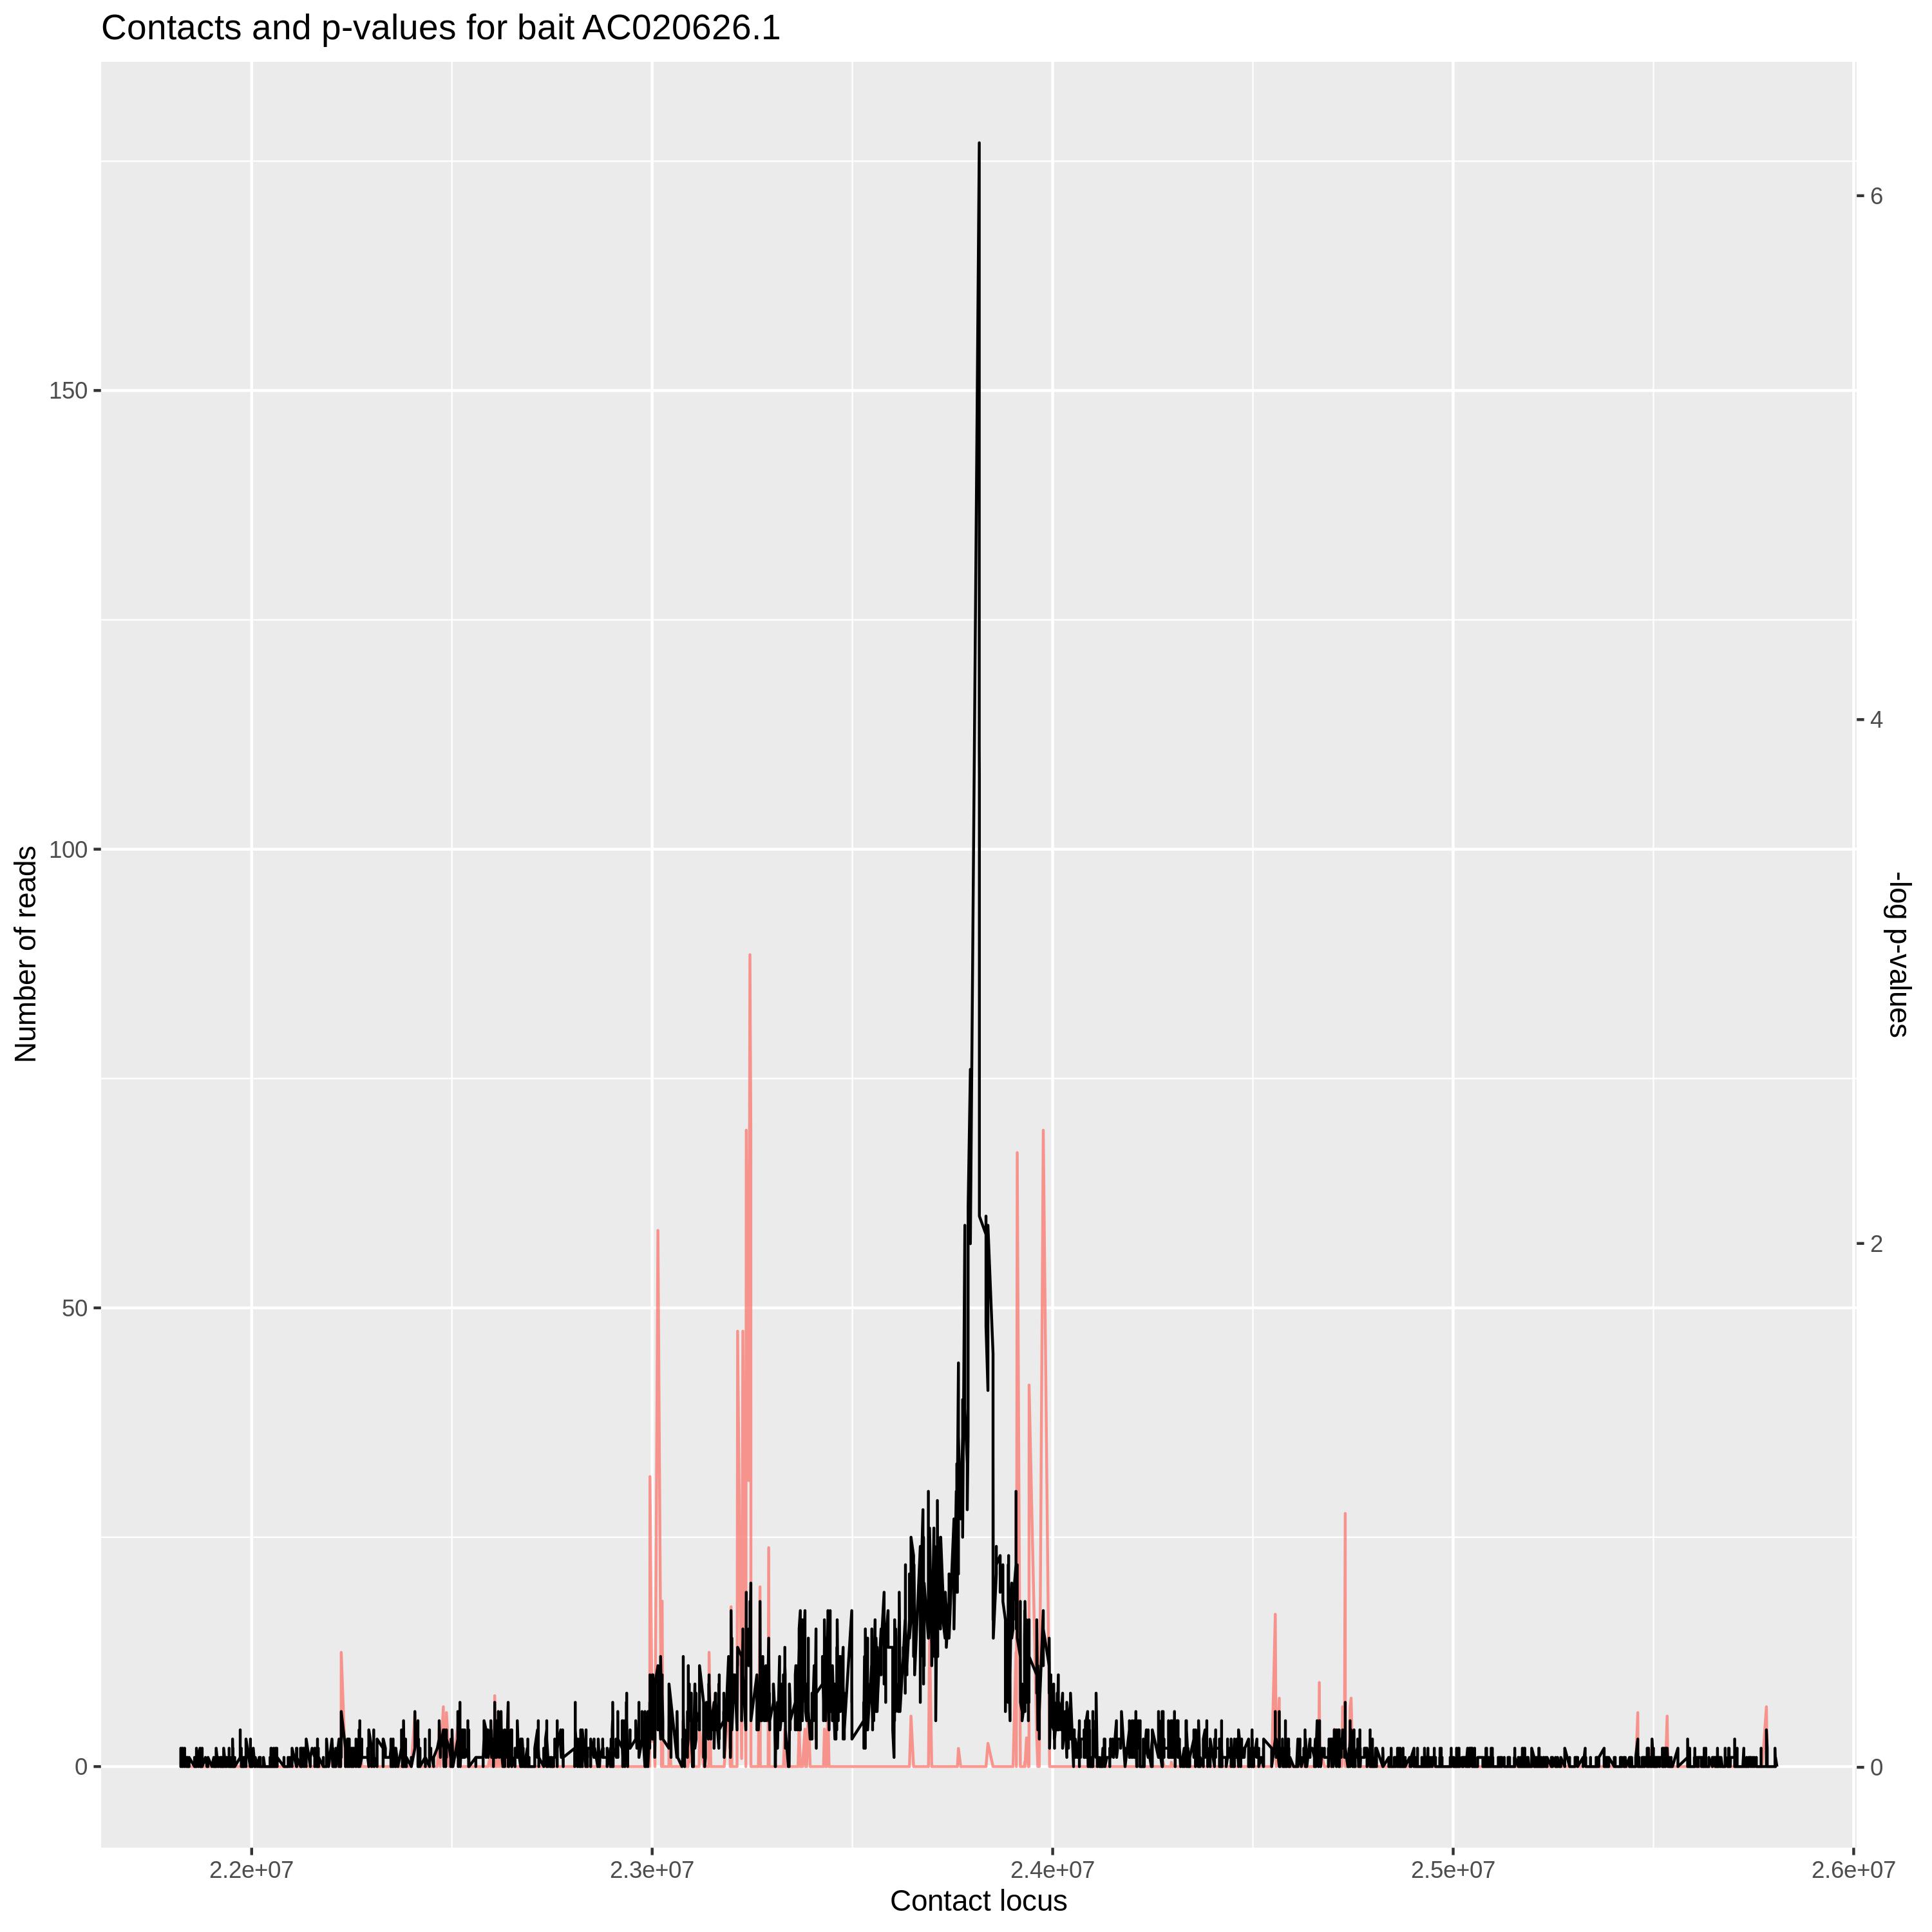 Contacts and p-values for bait AC020626.1
150
100
50
0
6
4
2
0
Number of reads
-log p-values
2.2e+07
2.3e+07
2.4e+07
2.5e+07
2.6e+07
Contact locus